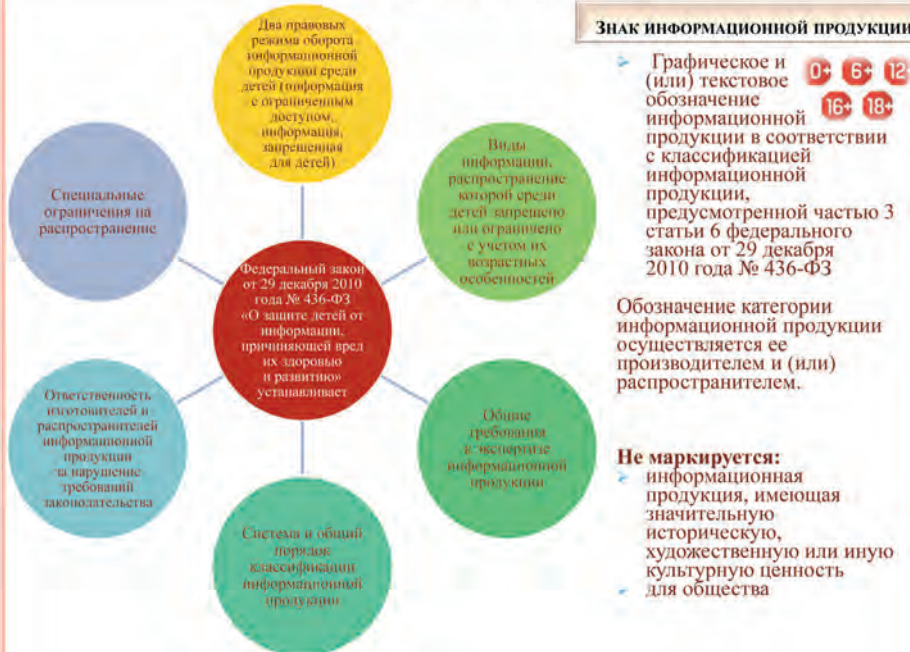 Два правовых
режима оборота
информационной
продукции среди
детей (информация
с ограниченным
доступом,
информация,
запрещенная
для детей)
Виды
информации,
распространение
которой среди
детей запрещено
или ограничено
с учетом их
возрастных
особенностей
Общие
требования
к экспертизе
информационной
продукции
Система и общий
порядок
классификации
информационной
продукции
Ответственность
изготовителей и
распространителей
информационной
продукции
за нарушение
требований
законодательства
Специальные
ограничения на
распространение
Федеральный закон
от 29 декабря 2010
года № 436-ФЗ
«О защите детей от
информации,
причиняющей вред
их здоровью
и развитию»
устанавливает
ЗНАК ИНФОРМАЦИОННОЙ ПРОДУКЦИИ
Графическое и
(или) текстовое
обозначение
информационной
продукции в соответствии
с классификацией
информационной
продукции,
предусмотренной частью 3
статьи 6 федерального
закона от 29 декабря
2010 года № 436-ФЗ
0+ 6+ 12+
16+ 18+
Обозначение категории
информационной продукции
осуществляется ее
производителем и (или)
распространителем.
Не маркируется:
информационная
продукция, имеющая
значительную
историческую,
художественную или иную
культурную ценность
для общества